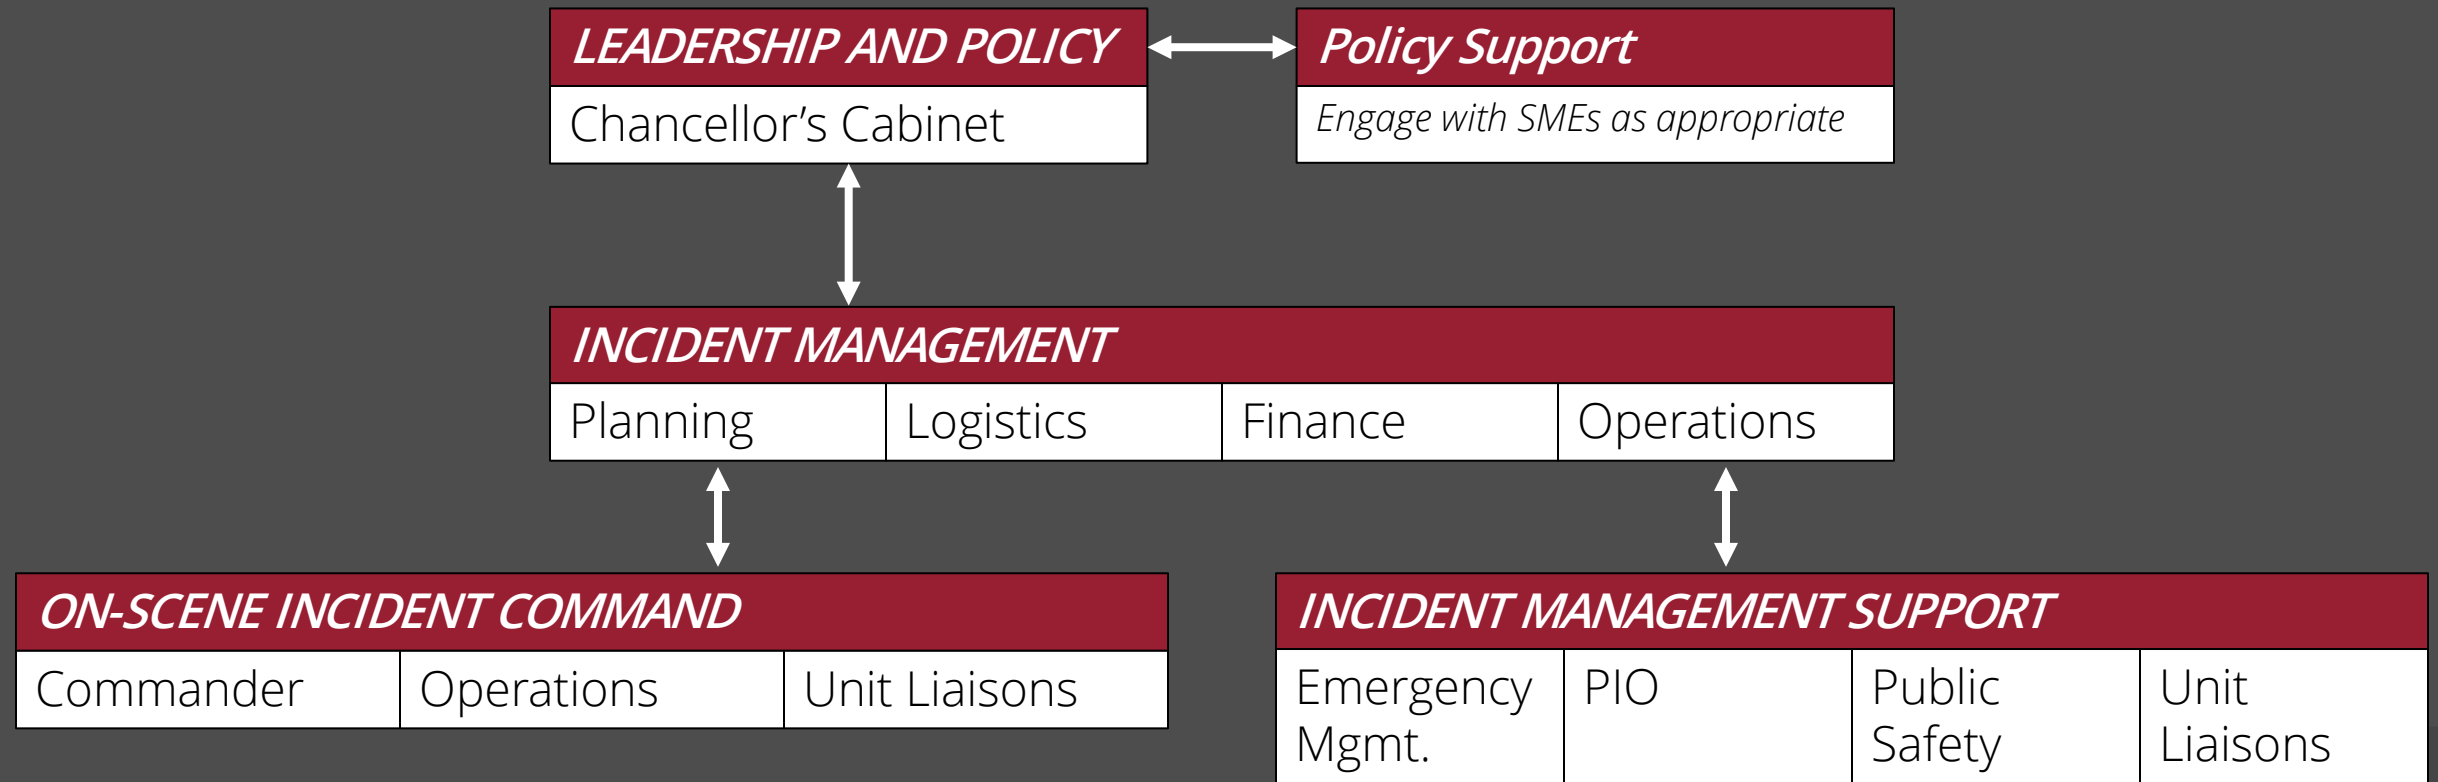 LEADERSHIP AND POLICY
Chancellor’s Cabinet
Policy Support
Engage with SMEs as appropriate
INCIDENT MANAGEMENT
Planning
Logistics
Finance
Operations
ON-SCENE INCIDENT COMMAND
Commander
Operations
Unit Liaisons
INCIDENT MANAGEMENT SUPPORT
Emergency
Mgmt.
PIO
Public
Safety
Unit
Liaisons